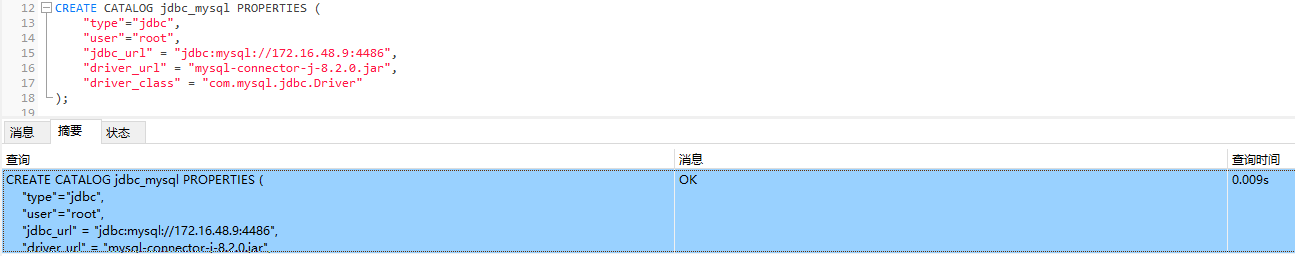 12 CREATE CATALOG jdbc_mysql PROPERTIES (
13 "type"="jdbc",
14 "user"="root",
15 "jdbc_url" = "jdbc:mysql://172.16.48.9:4486",
16 "driver_url" = "mysql-connector-j-8.2.0.jar",
17 "driver_class" = "com.mysql.jdbc.Driver"
18 );
19
消息 摘要 状态
查询 消息 查询时间
CREATE CATALOG jdbc_mysql PROPERTIES ( OK 0.009s
"type"="jdbc",
"user"="root",
"jdbc_url" = "jdbc:mysql://172.16.48.9:4486",
"driver_url" = "mysql-connector-j-8.2.0.jar",